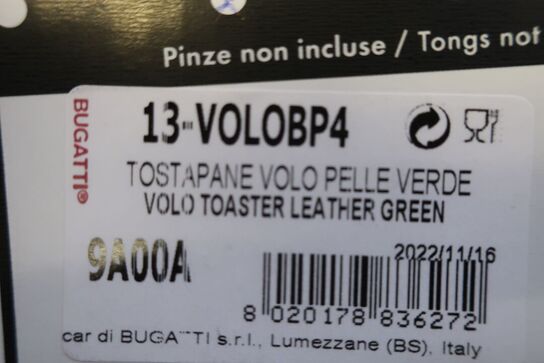 Pinze non incluse / Tongs not
BUGATTI®
13-VOLOBP4
TOSTAPANE VOLO PELLE VERDE
VOLO TOASTER LEATHER GREEN
9A00A
2022/11/16
8 020178 836272
car di BUGATTI s.r.l., Lumezzane (BS), Italy